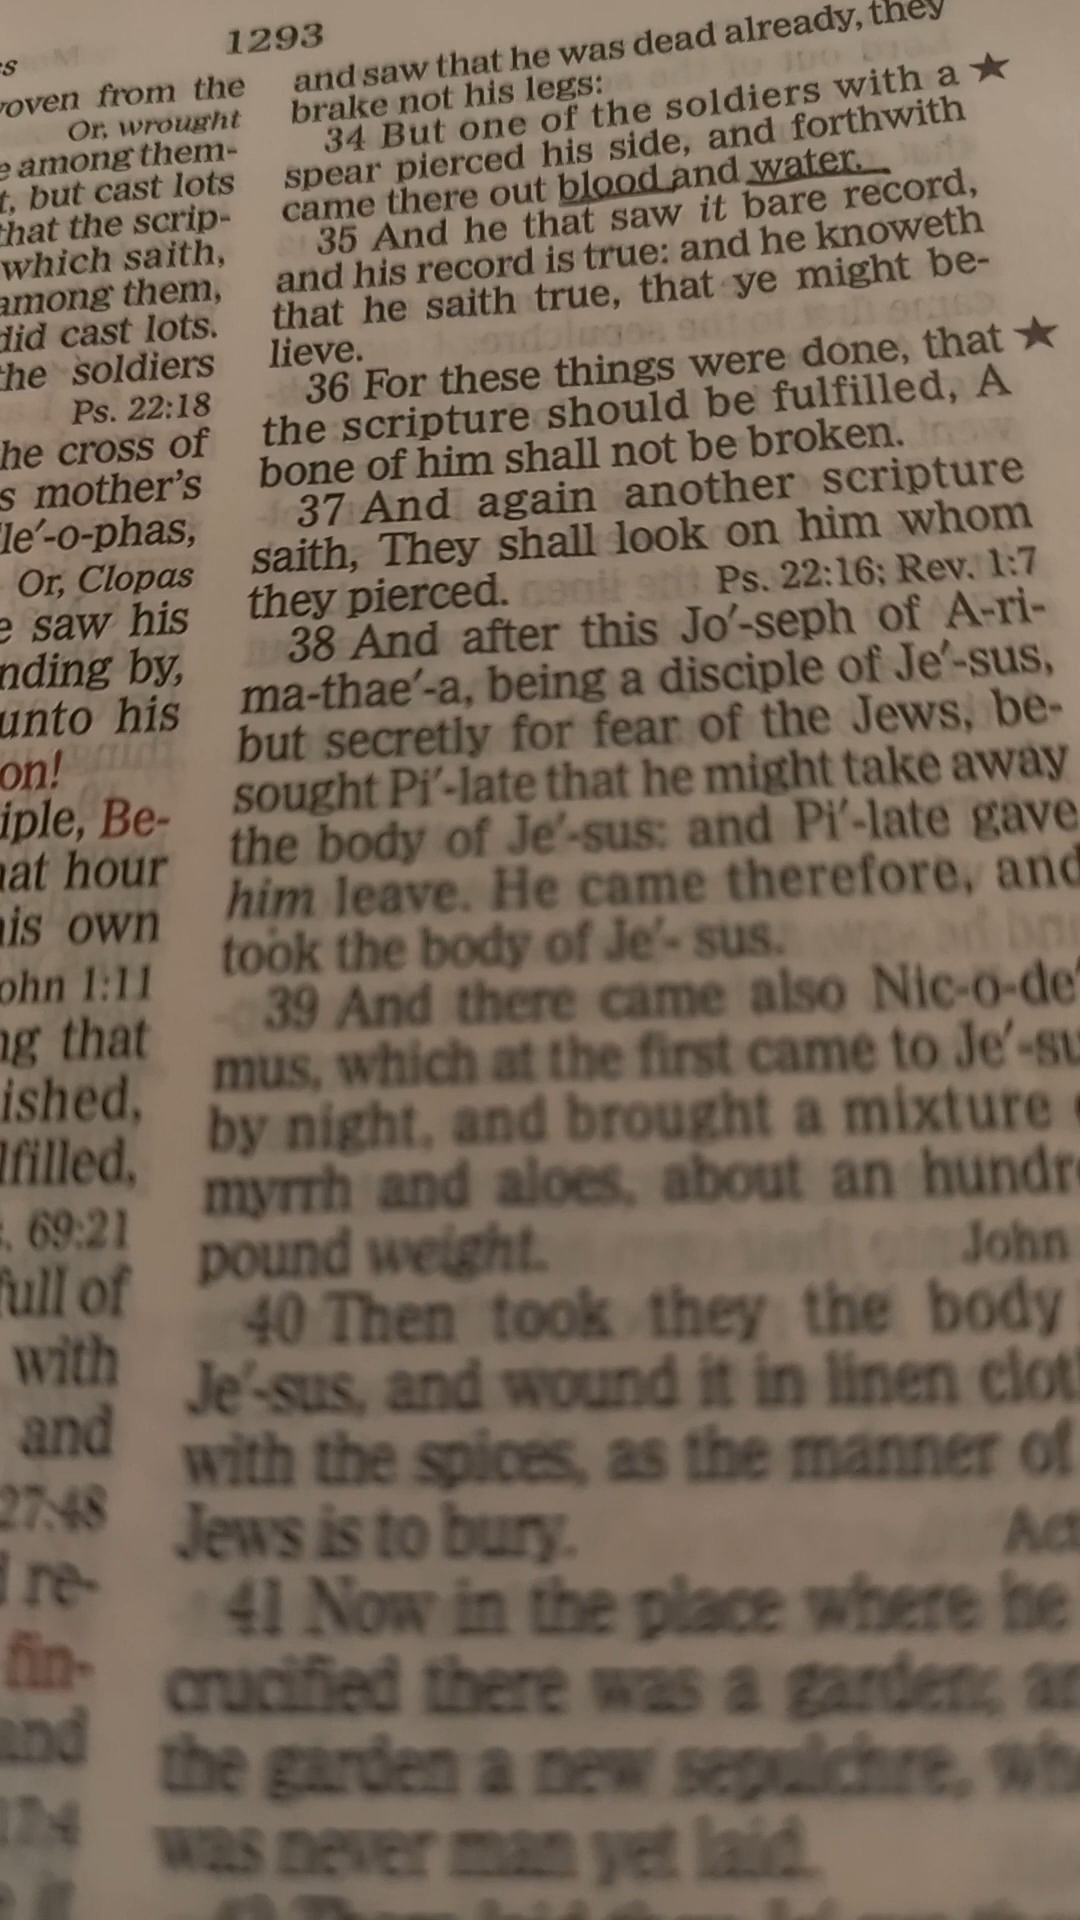 1293
s
oven from the
Or, wrought
e among them-
t, but cast lots
that the scrip-
which saith,
among them,
did cast lots.
the soldiers
Ps. 22:18
he cross of
s mother's
le′-o-phas,
Or, Clopas
e saw his
nding by,
unto his
on!
iple, Be-
hat hour
his own
ohn 1:11
ng that
ished,
lfilled,
. 69:21
full of
with
and
27:48
re-
fin-
and
and saw that he was dead already, they
brake not his legs:
34 But one of the soldiers with a ★
spear pierced his side, and forthwith
came there out blood and water.
35 And he that saw it bare record,
and his record is true: and he knoweth
that he saith true, that ye might be-
lieve.
36 For these things were done, that ★
the scripture should be fulfilled, A
bone of him shall not be broken.
37 And again another scripture
saith, They shall look on him whom
they pierced. Ps. 22:16; Rev. 1:7
38 And after this Jo′-seph of A-ri-
ma-thae′-a, being a disciple of Je′-sus,
but secretly for fear of the Jews, be-
sought Pi′-late that he might take away
the body of Je′-sus: and Pi′-late gave
him leave. He came therefore, and
took the body of Je′- sus.
39 And there came also Nic-o-de′
mus, which at the first came to Je′-su
by night, and brought a mixture
myrrh and aloes, about an hundr
pound weight. John
40 Then took they the body
Je′-sus, and wound it in linen clot
with the spices, as the manner of
Jews is to bury. Act
41 Now in the place where he
crucified there was a garden; an
the garden a new sepulchre, wh
was never man yet laid.